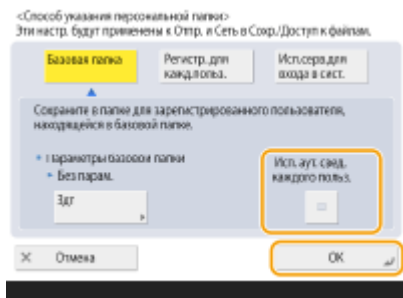 <Способ указания персональной папки>
Эти настр. будут применены к Отпр. и Сеть в Сохр./Доступ к файлам.
Базовая папка
Регистр. для
кажд.польз.
Исп.серв.для
входа в сист.
Сохраните в папке для зарегистрированного пользователя,
находящейся в базовой папке.
Параметры базовой папки
Без парам.
Здт
Исп. аут. свед.
каждого польз.
× Отмена
OK